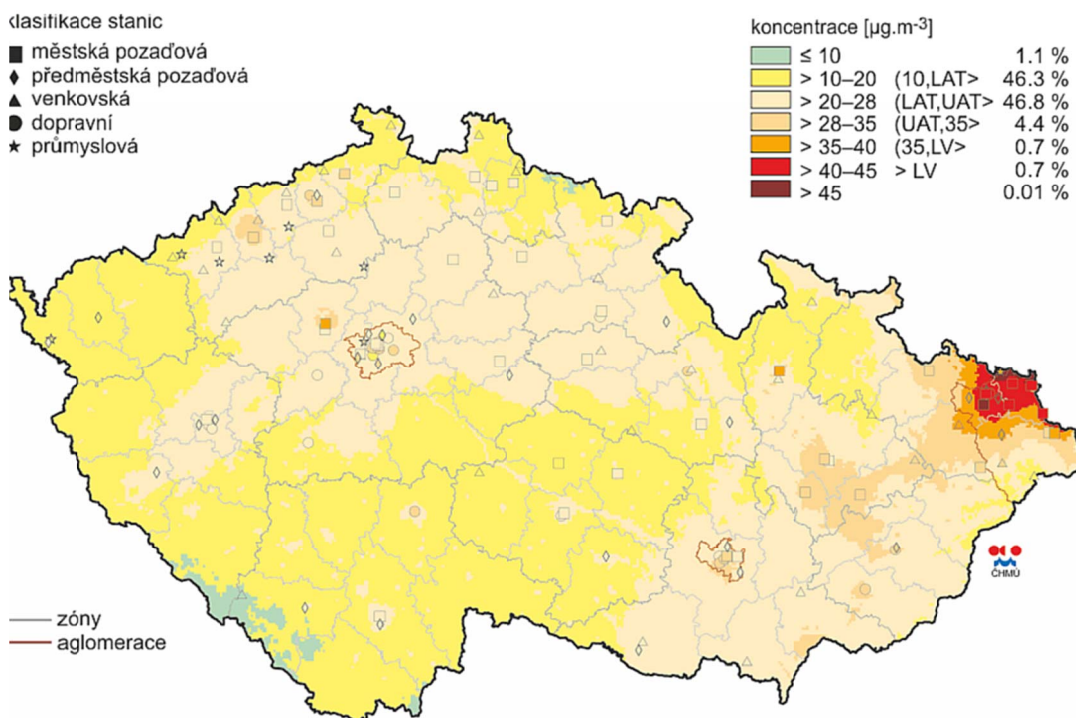 klasifikace stanic
městská pozaďová
předměstská pozaďová
venkovská
dopravní
průmyslová
koncentrace [µg.m-3]
≤ 10 1.1 %
> 10–20 (10,LAT> 46.3 %
> 20–28 (LAT,UAT> 46.8 %
> 28–35 (UAT,35> 4.4 %
> 35–40 (35,LV> 0.7 %
> 40–45 > LV 0.7 %
> 45 0.01 %
ČHMÚ
zóny
aglomerace